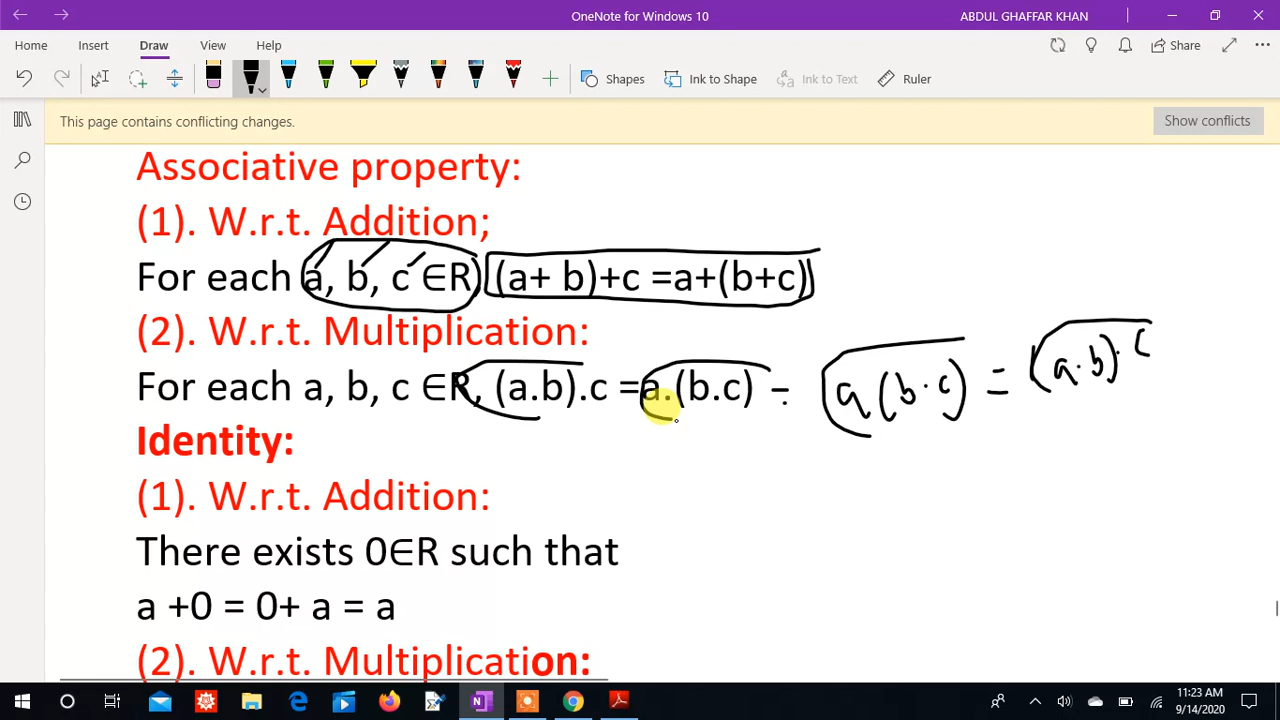 OneNote for Windows 10
ABDUL GHAFFAR KHAN
Home Insert Draw View Help
Share
Shapes Ink to Shape Ink to Text Ruler
This page contains conflicting changes.
Show conflicts
Associative property:
(1). W.r.t. Addition;
For each a, b, c ∈R (a+ b)+c =a+(b+c)
(2). W.r.t. Multiplication:
For each a, b, c ∈R, (a.b).c =a.(b.c) = a(b.c) = (a.b).c
Identity:
(1). W.r.t. Addition:
There exists 0∈R such that
a +0 = 0+ a = a
(2). W.r.t. Multiplication:
11:23 AM
9/14/2020